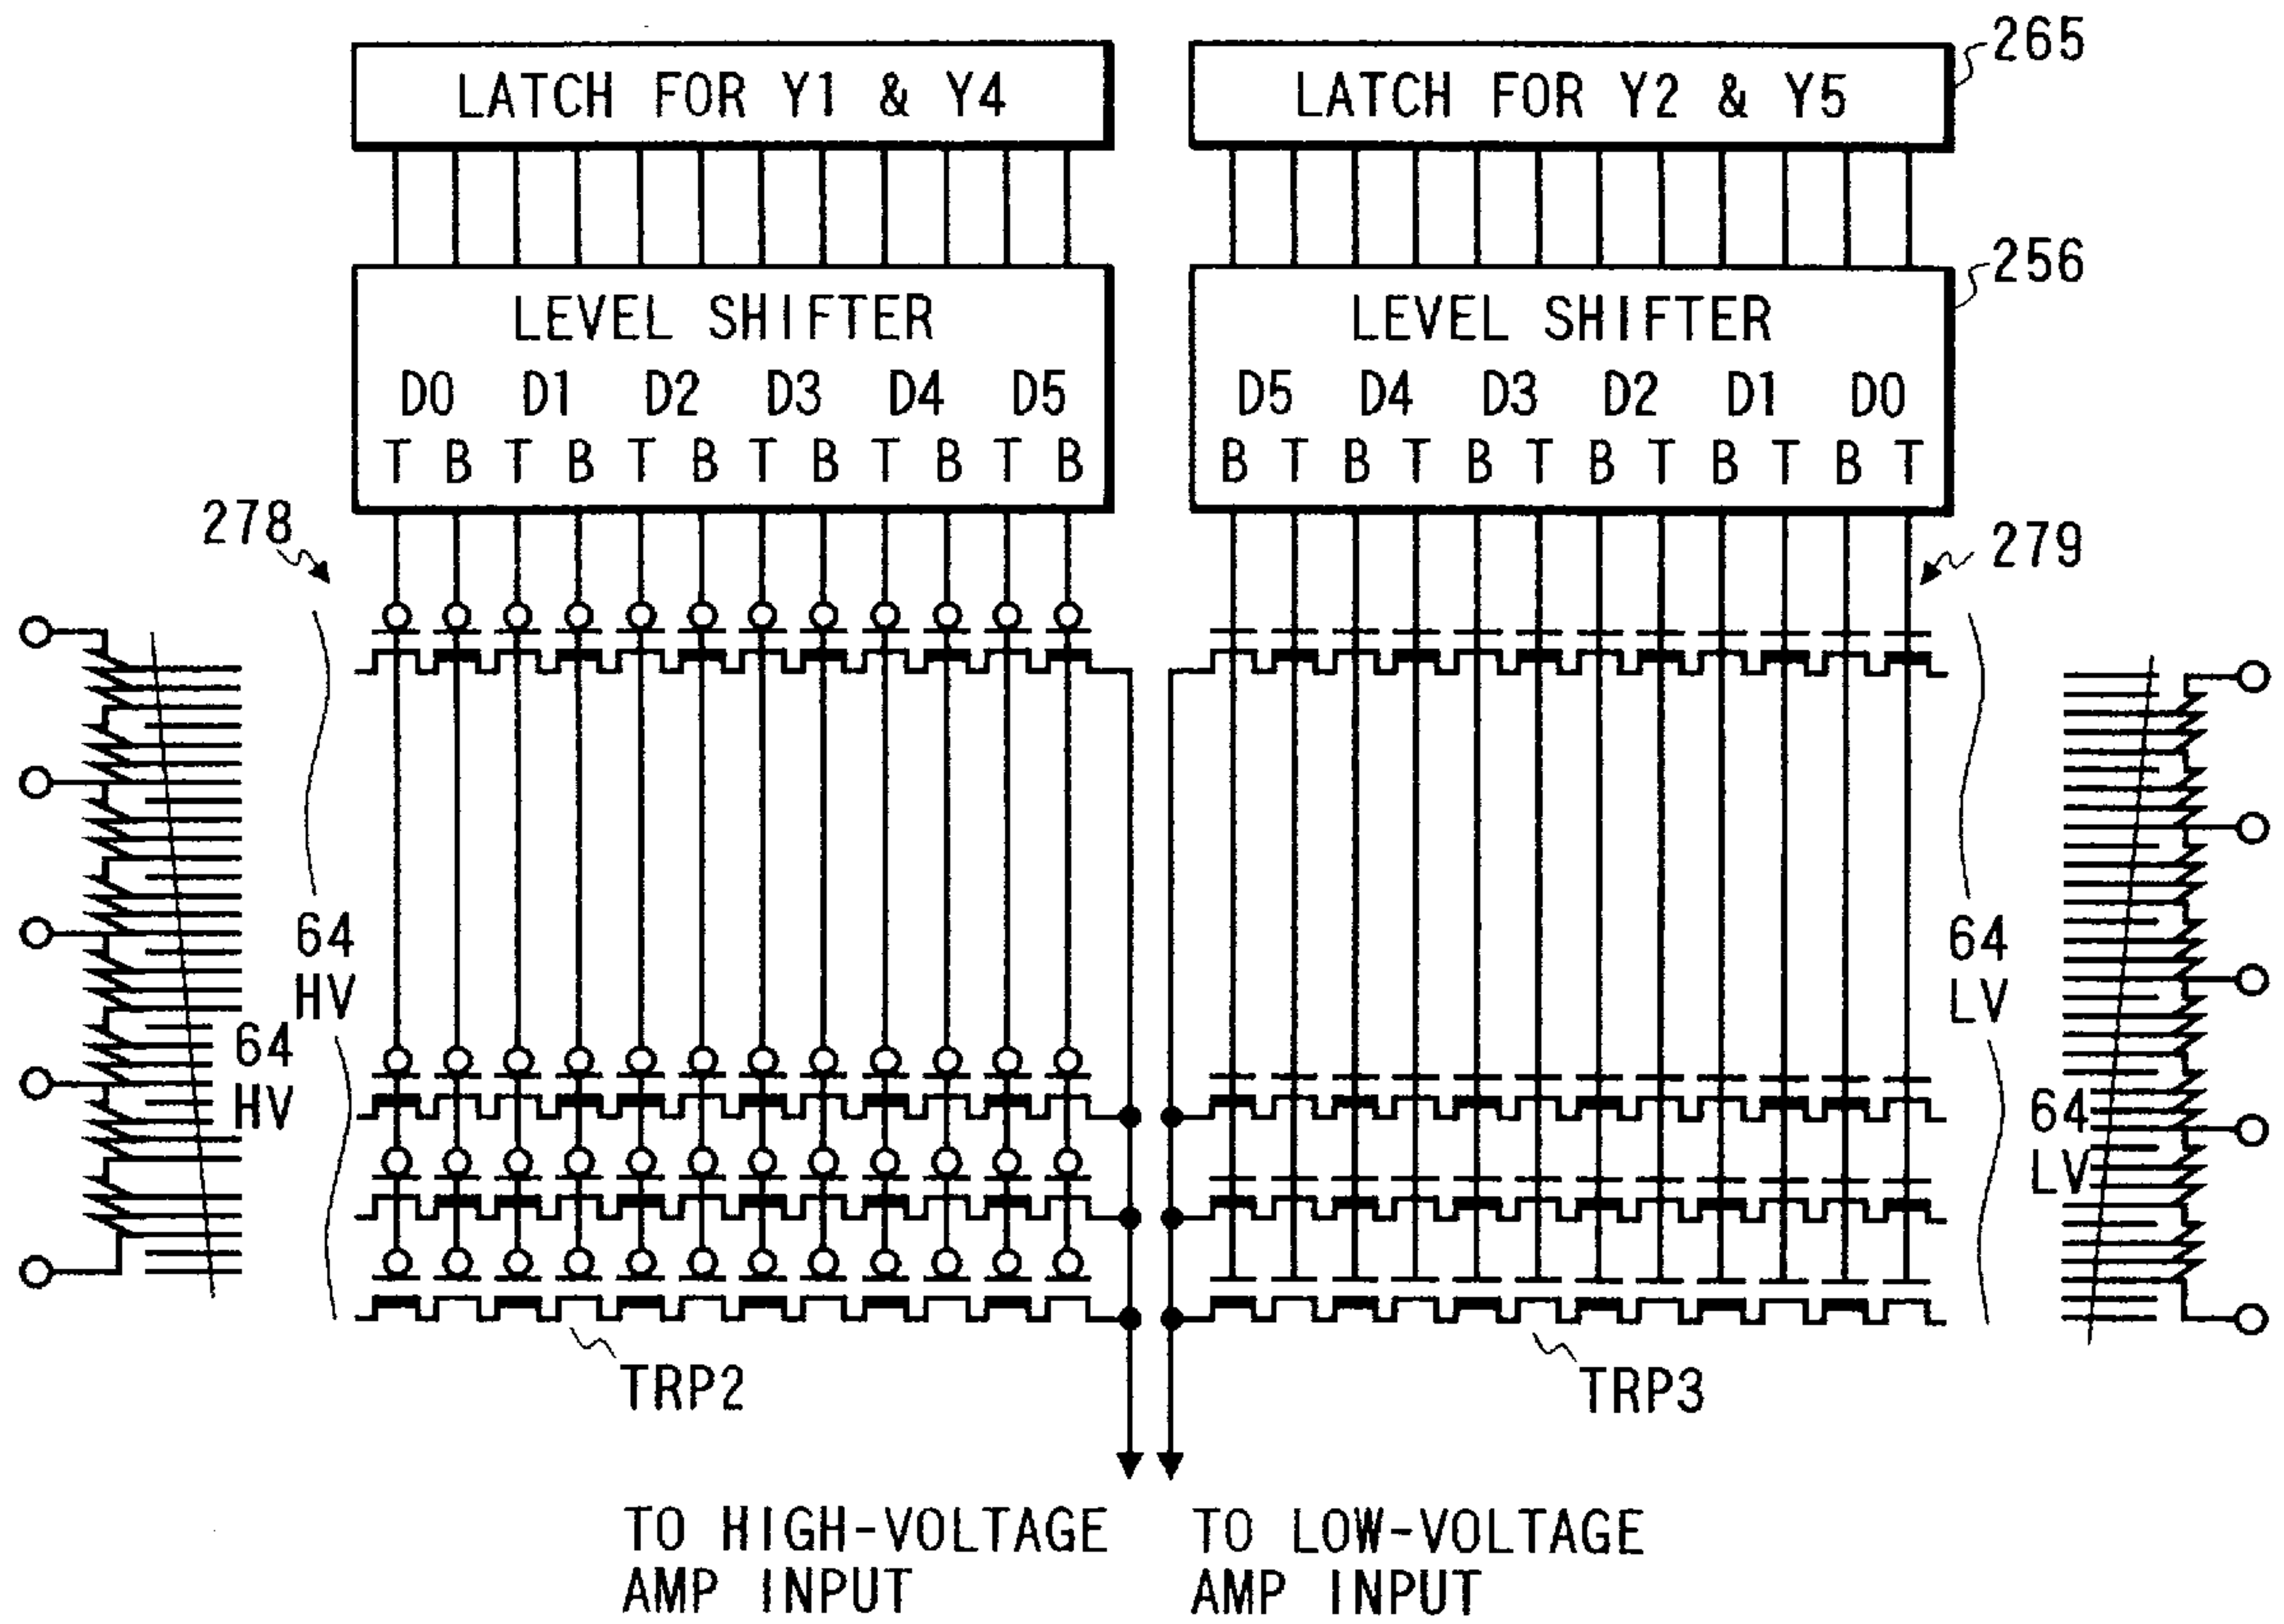 265
LATCH FOR Y1 & Y4
LATCH FOR Y2 & Y5
256
LEVEL SHIFTER
D0 D1 D2 D3 D4 D5
T B T B T B T B T B T B
LEVEL SHIFTER
D5 D4 D3 D2 D1 D0
B T B T B T B T B T B T
278
279
64
HV
64
HV
64
LV
64
LV
TRP2
TRP3
TO HIGH-VOLTAGE
AMP INPUT
TO LOW-VOLTAGE
AMP INPUT